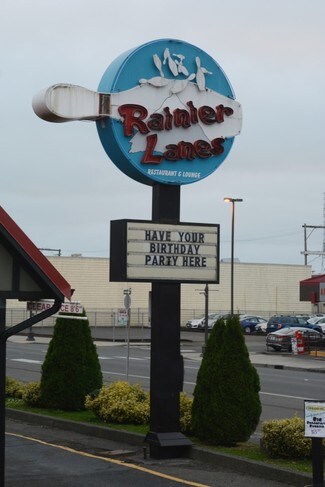 Rainier
Lanes
RESTAURANT & LOUNGE
HAVE YOUR
BIRTHDAY
PARTY HERE